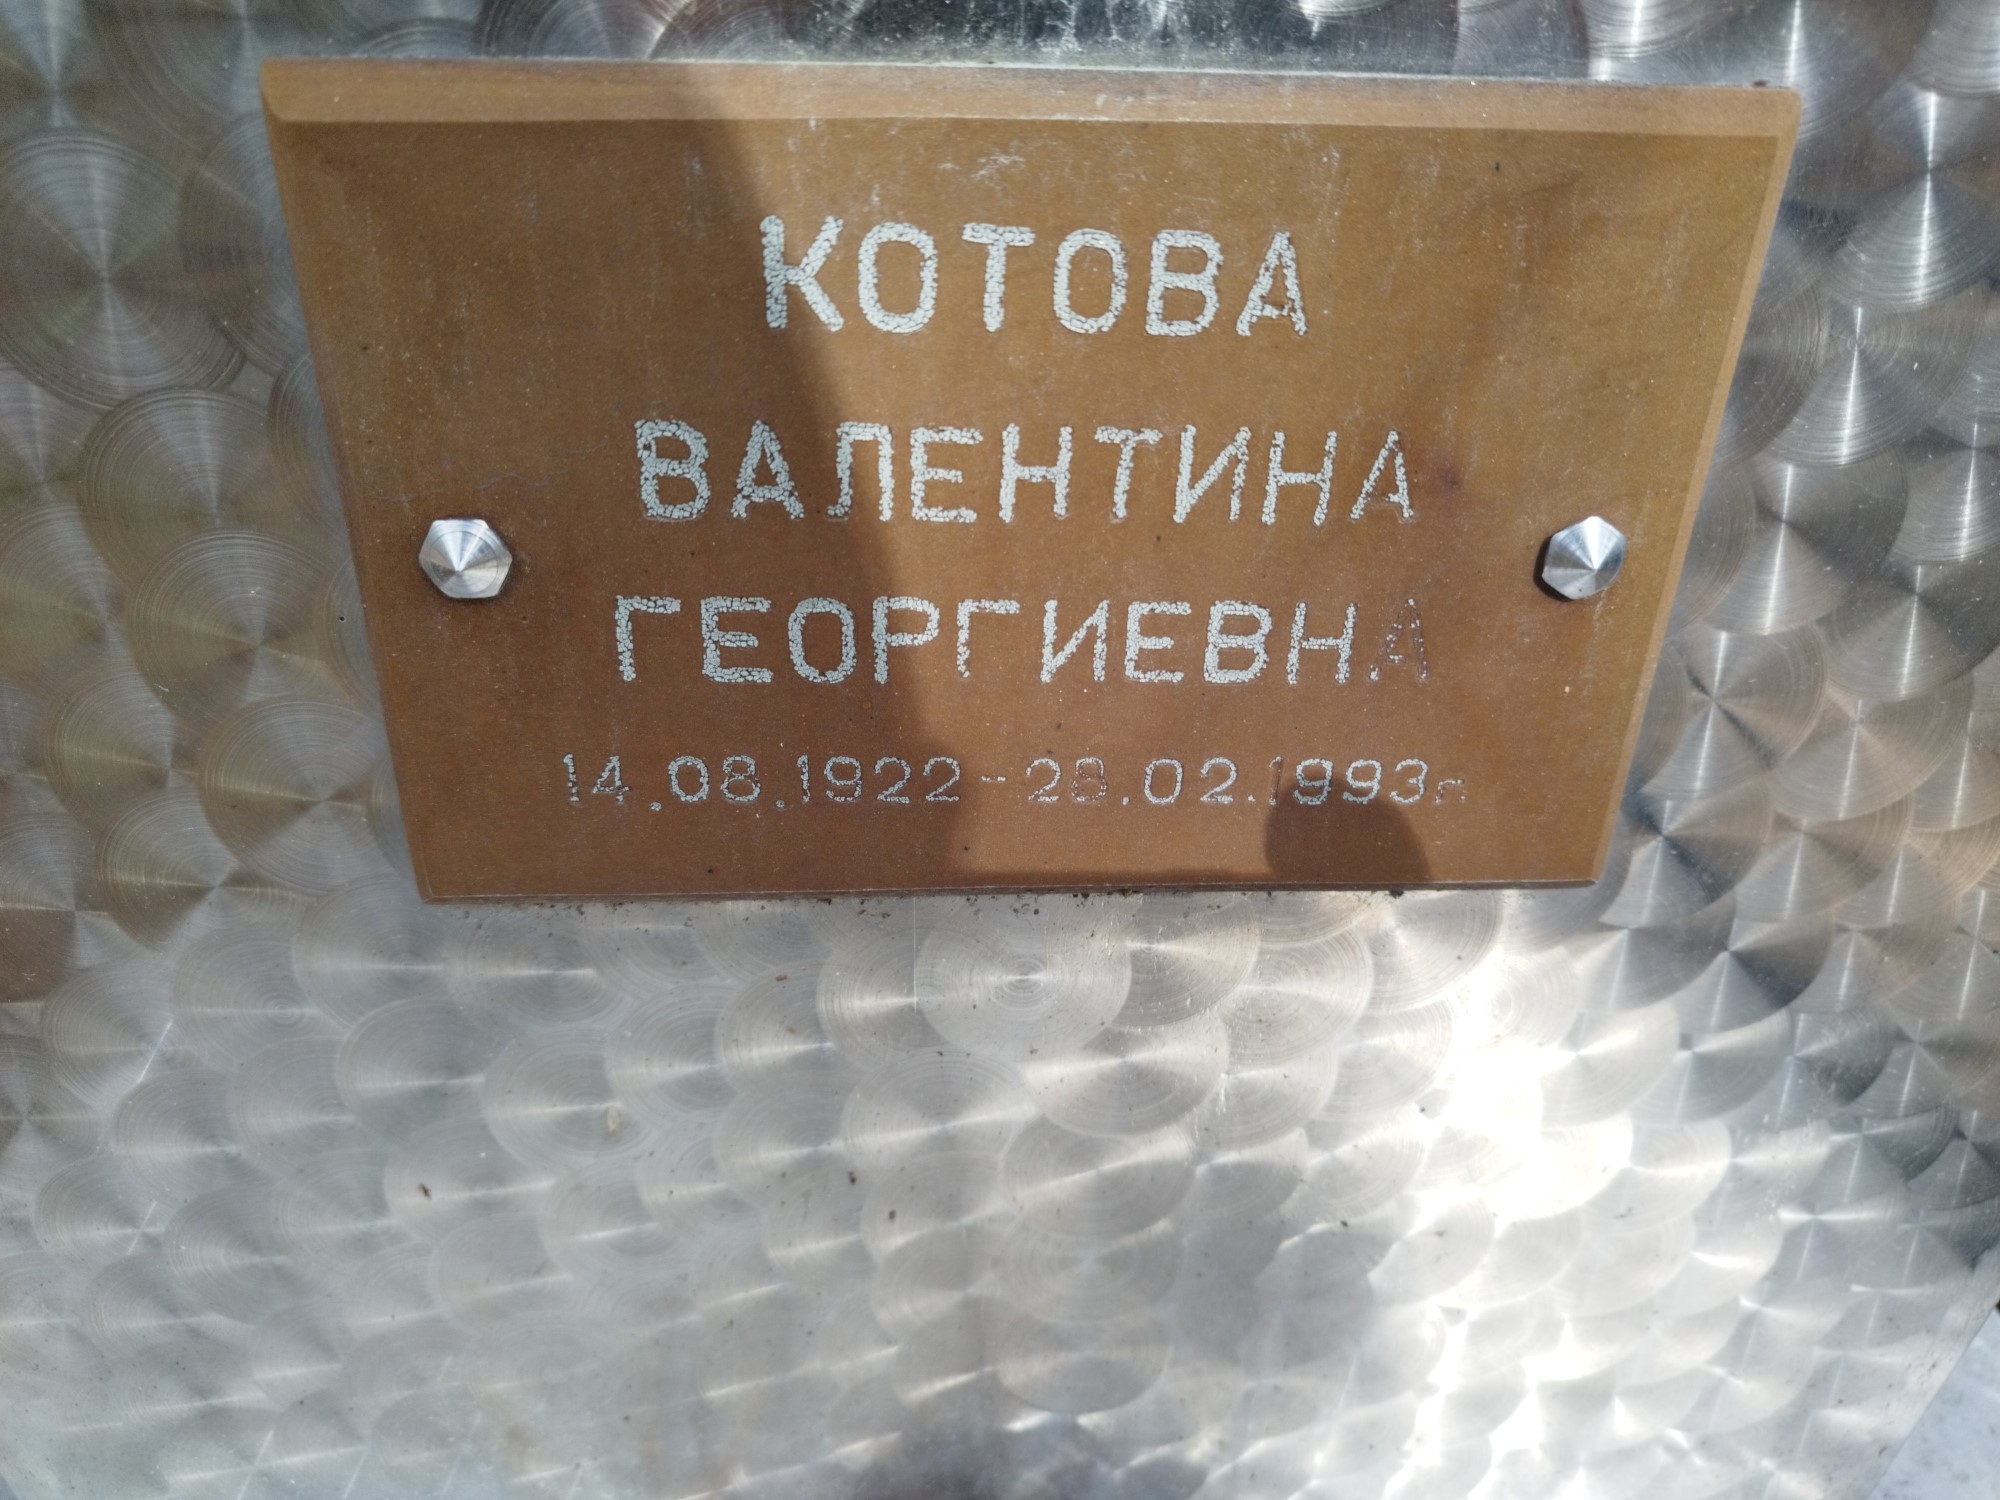 КОТОВА
ВАЛЕНТИНА
ГЕОРГИЕВНА
14.08.1922-28.02.1993г.